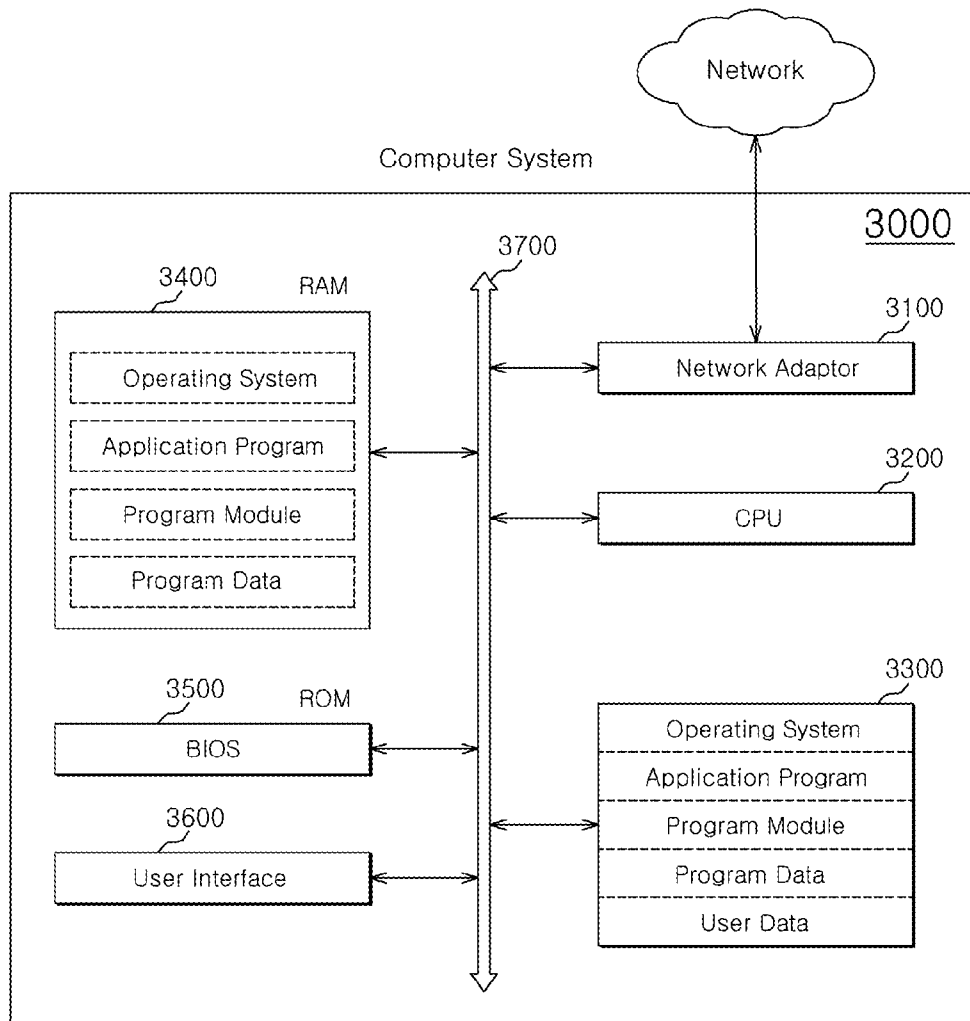 Network
Computer System
3000
3700
3400
RAM
Operating System
Application Program
Program Module
Program Data
3100
Network Adaptor
3200
CPU
3500
ROM
BIOS
3600
User Interface
3300
Operating System
Application Program
Program Module
Program Data
User Data